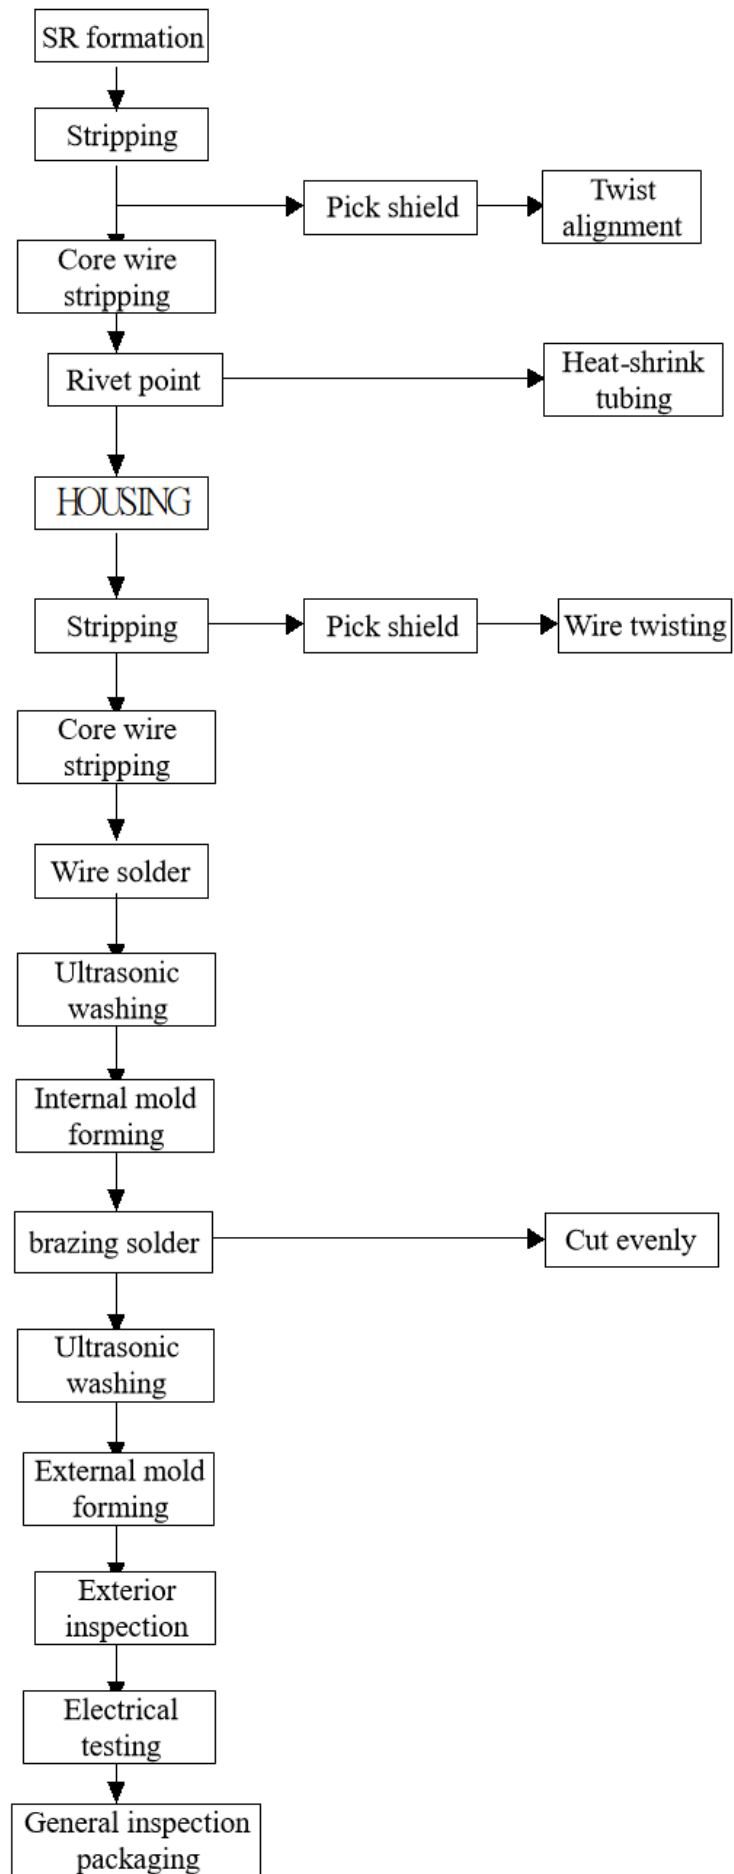 SR formation
Stripping
Pick shield
Twist
alignment
Core wire
stripping
Rivet point
Heat-shrink
tubing
HOUSING
Stripping
Pick shield
Wire twisting
Core wire
stripping
Wire solder
Ultrasonic
washing
Internal mold
forming
brazing solder
Cut evenly
Ultrasonic
washing
External mold
forming
Exterior
inspection
Electrical
testing
General inspection
packaging